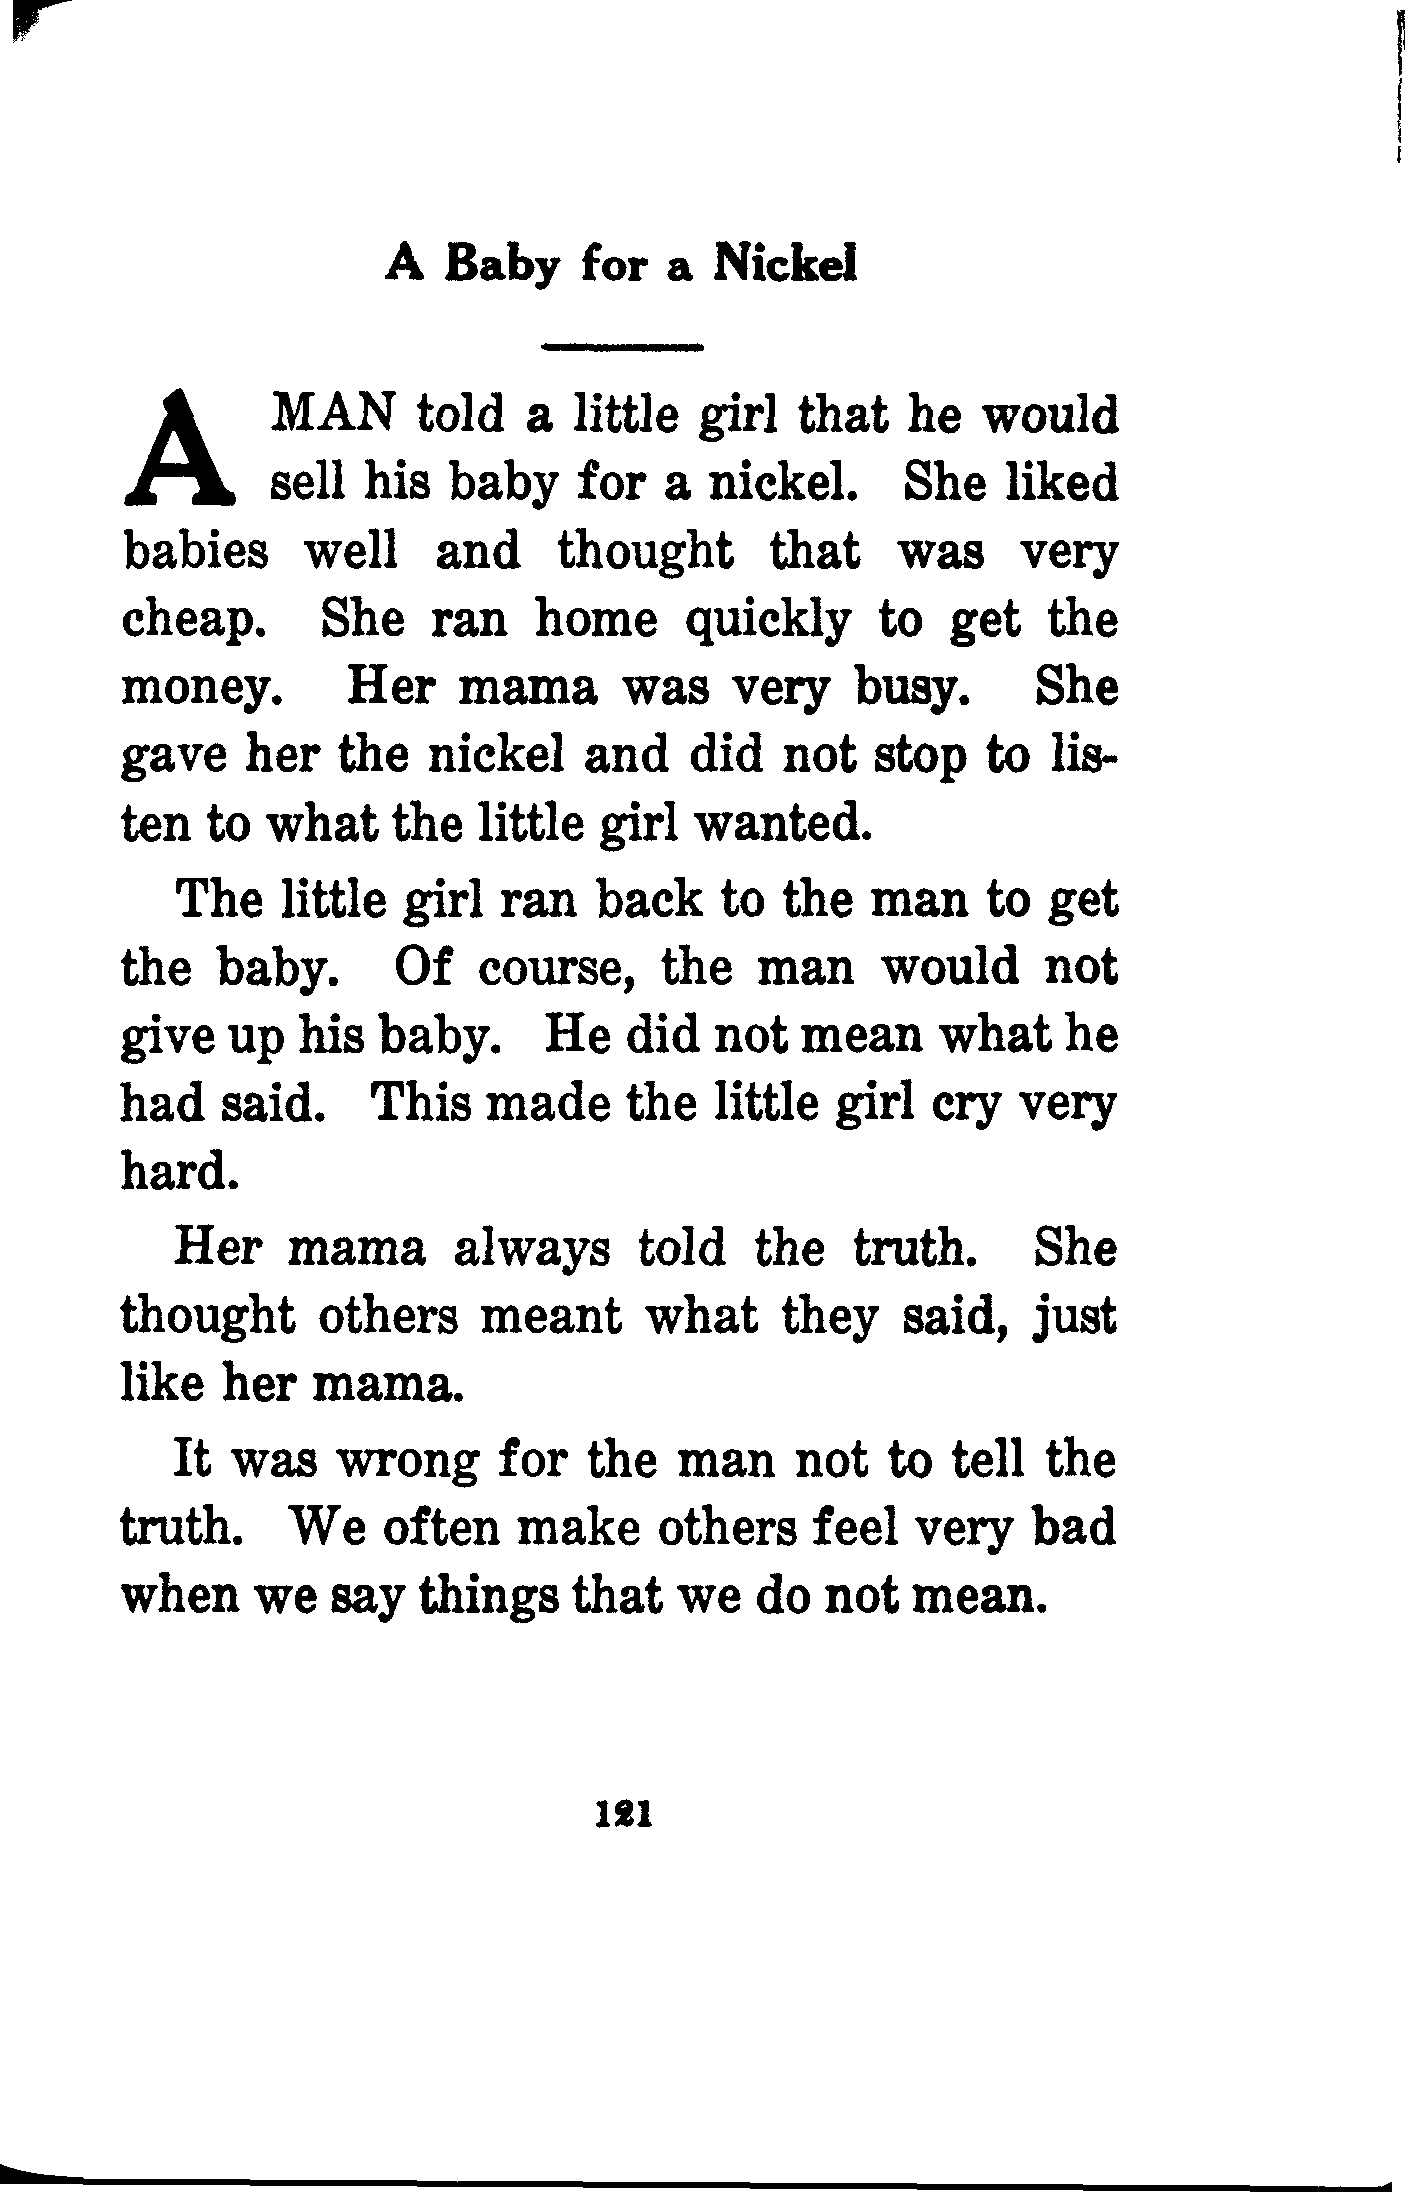 A Baby for a Nickel
A MAN told a little girl that he would
sell his baby for a nickel. She liked
babies well and thought that was very
cheap. She ran home quickly to get the
money. Her mama was very busy. She
gave her the nickel and did not stop to lis-
ten to what the little girl wanted.
The little girl ran back to the man to get
the baby. Of course, the man would not
give up his baby. He did not mean what he
had said. This made the little girl cry very
hard.
Her mama always told the truth. She
thought others meant what they said, just
like her mama.
It was wrong for the man not to tell the
truth. We often make others feel very bad
when we say things that we do not mean.
121